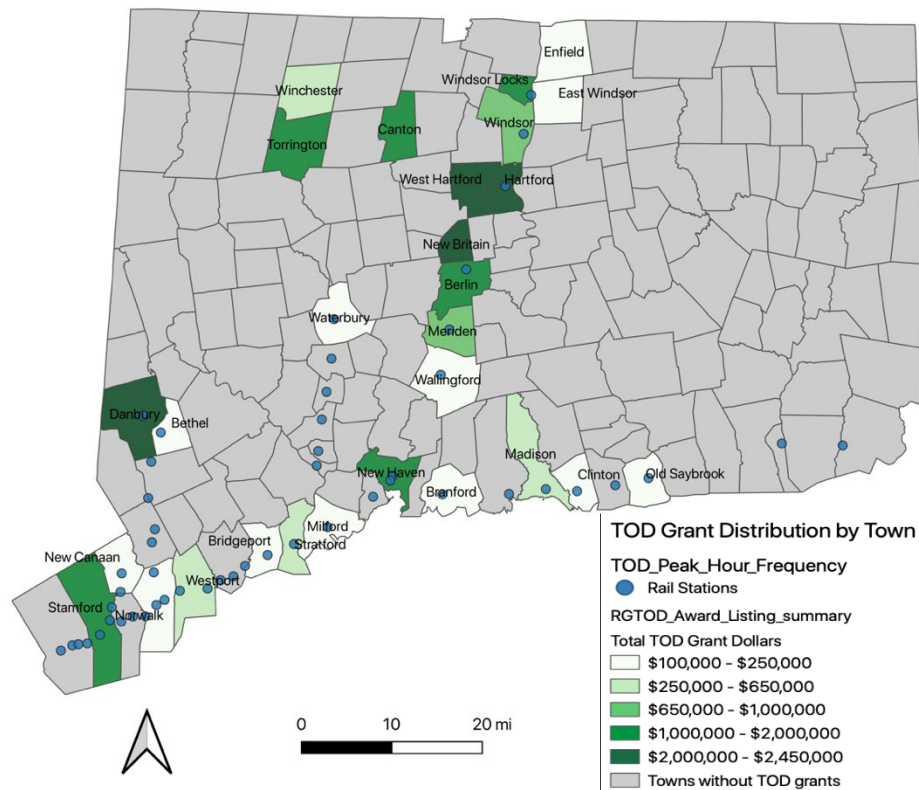 Enfield
Windsor Locks
East Windsor
Winchester
Canton
Windsor
Torrington
West Hartford
Hartford
New Britain
Berlin
Waterbury
Meriden
Wallingford
Danbury
Bethel
Madison
New Haven
Clinton
Old Saybrook
Branford
Milford
Bridgeport
Stratford
New Canaan
Westport
Stamford
Norwalk
TOD Grant Distribution by Town
TOD_Peak_Hour_Frequency
Rail Stations
RGTOD_Award_Listing_summary
Total TOD Grant Dollars
$100,000 - $250,000
$250,000 - $650,000
$650,000 - $1,000,000
$1,000,000 - $2,000,000
$2,000,000 - $2,450,000
Towns without TOD grants
0 10 20 mi